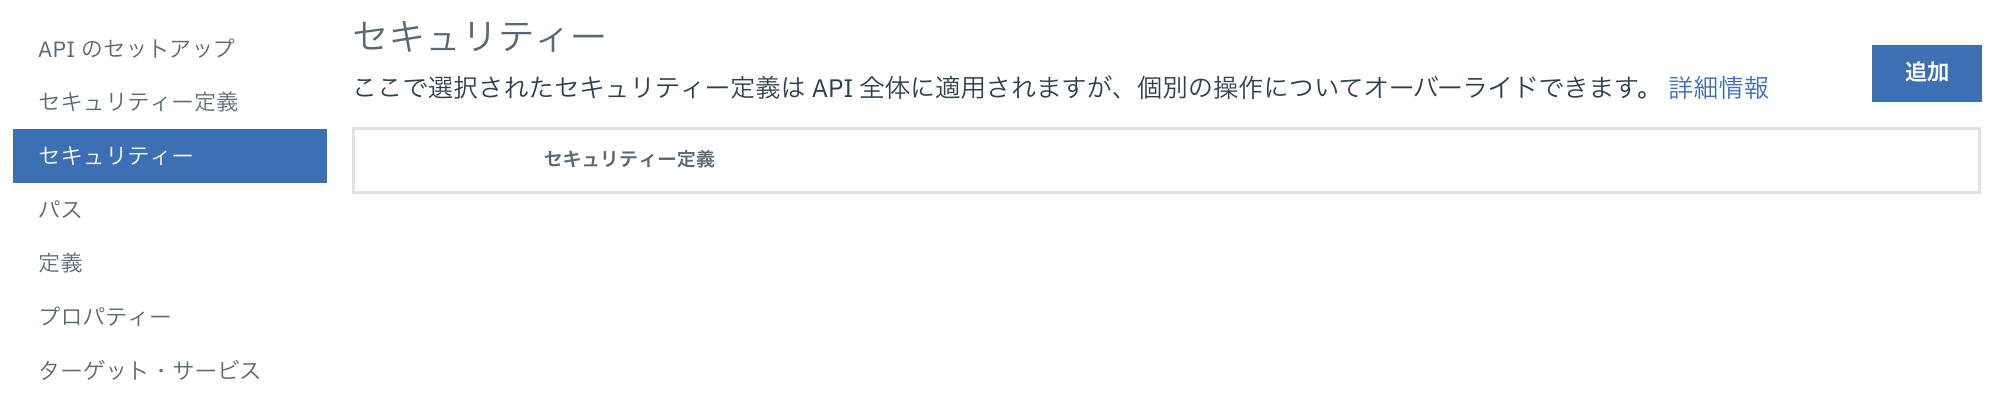 API のセットアップ
セキュリティー定義
セキュリティー
パス
定義
プロパティー
ターゲット・サービス
セキュリティー
ここで選択されたセキュリティー定義は API 全体に適用されますが、個別の操作についてオーバーライドできます。 詳細情報
追加
セキュリティー定義